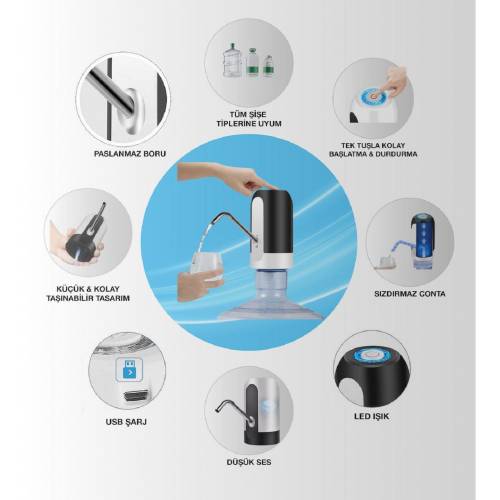 TÜM ŞİŞE
TİPLERİNE UYUM
PASLANMAZ BORU
TEK TUŞLA KOLAY
BAŞLATMA & DURDURMA
KÜÇÜK & KOLAY
TAŞINABİLİR TASARIM
SIZDIRMAZ CONTA
USB ŞARJ
LED IŞIK
DÜŞÜK SES